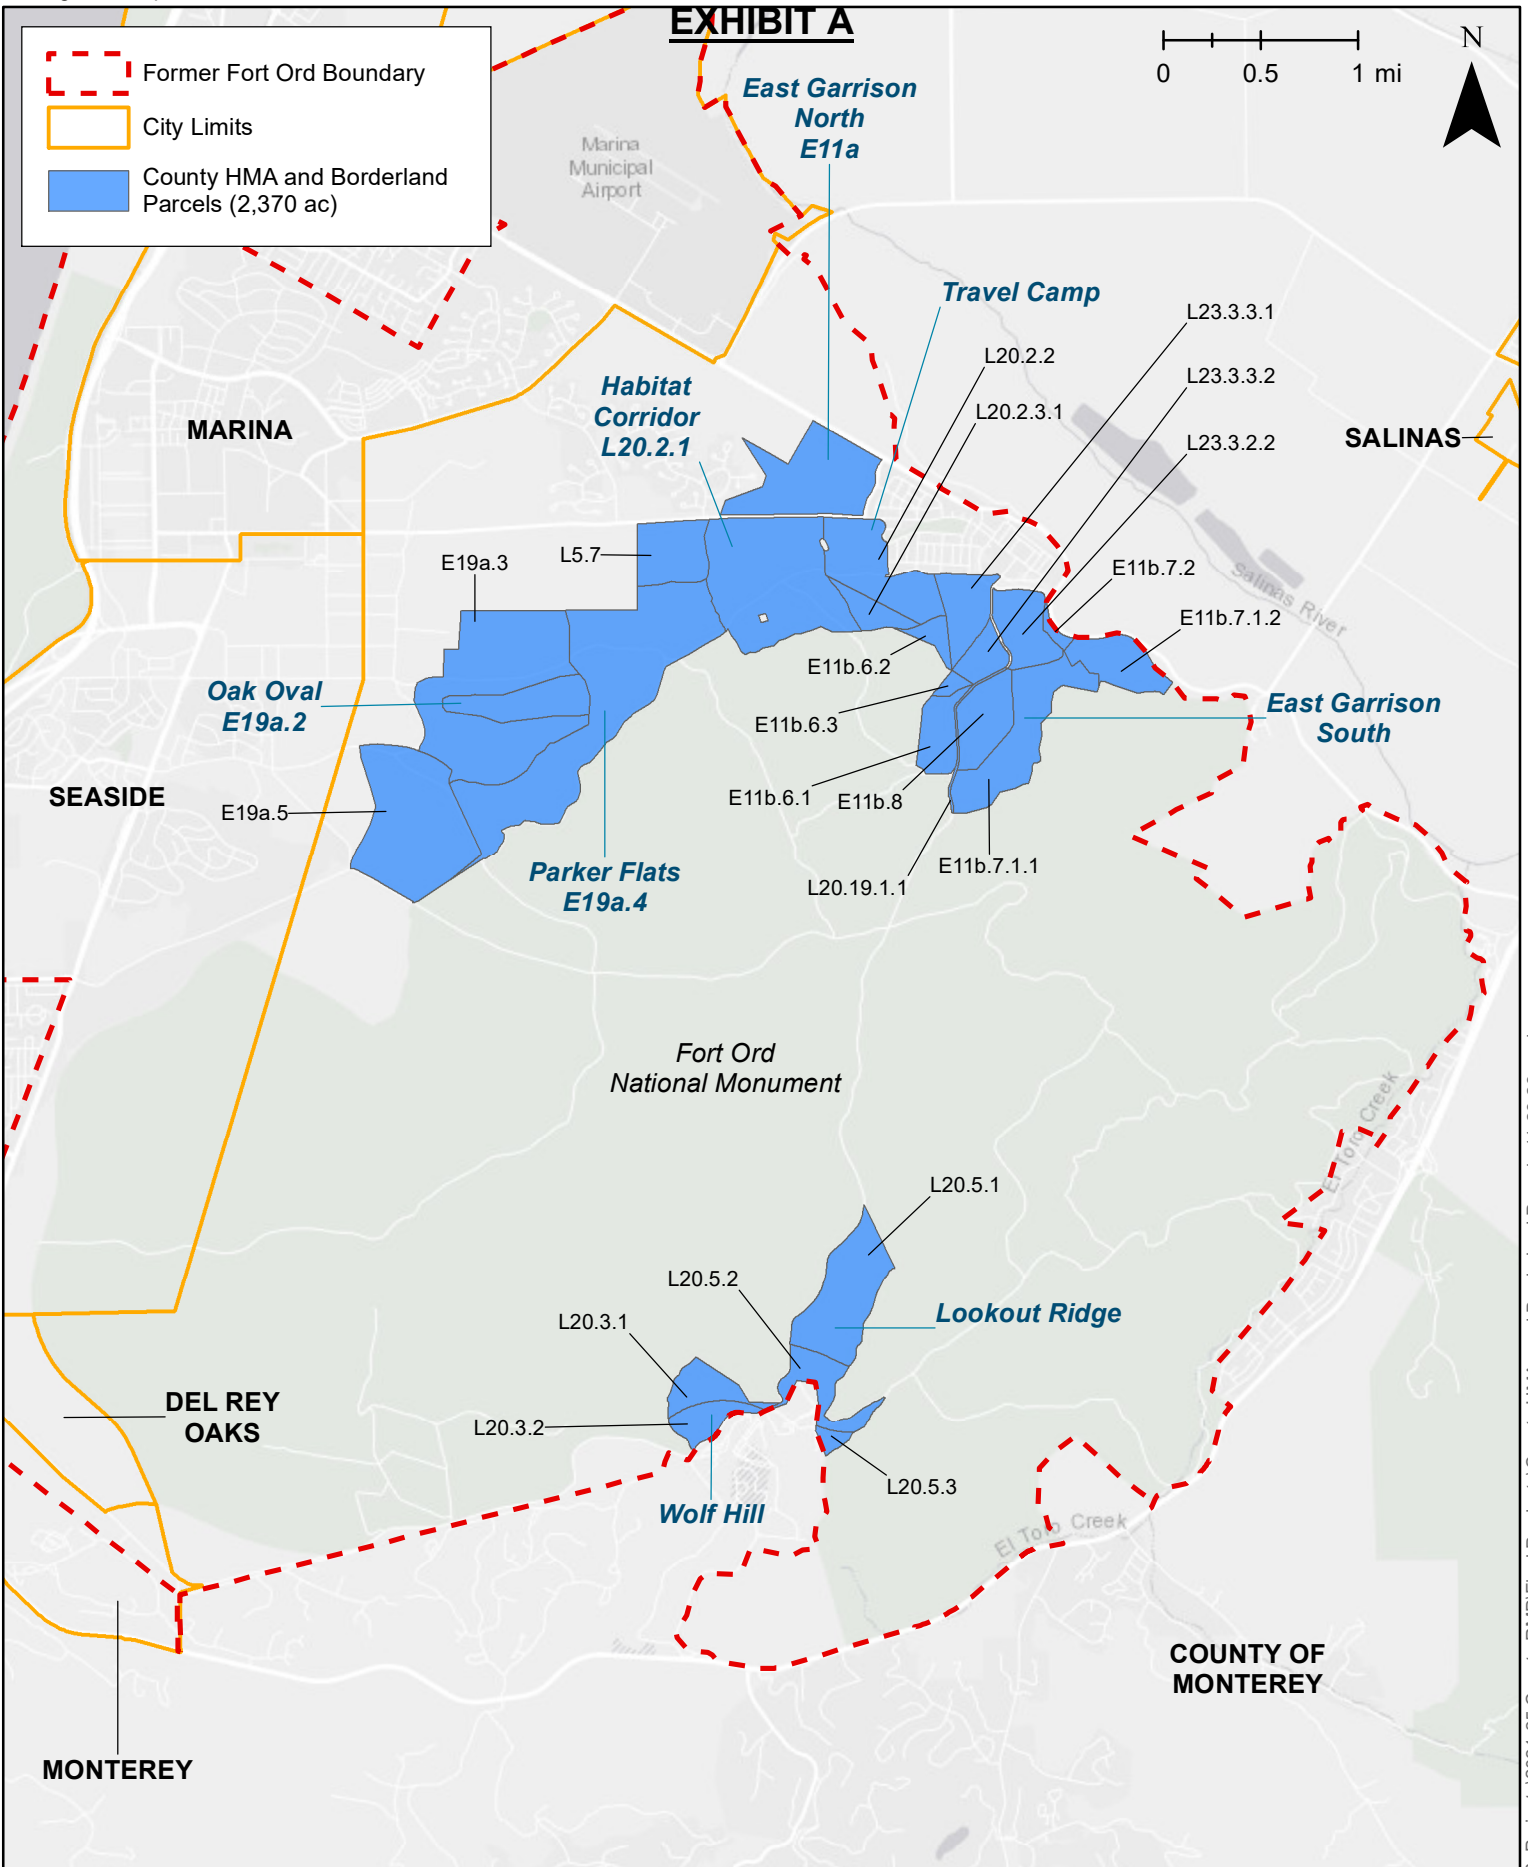 EXHIBIT A
Former Fort Ord Boundary
City Limits
County HMA and Borderland
Parcels (2,370 ac)
0 0.5 1 mi
N
East Garrison
North
E11a
Marina
Municipal
Airport
Travel Camp
L23.3.3.1
L20.2.2
L23.3.3.2
Habitat
Corridor
L20.2.1
L20.2.3.1
MARINA
SALINAS
L23.3.2.2
E19a.3
L5.7
E11b.7.2
Salinas River
E11b.7.1.2
E11b.6.2
Oak Oval
E19a.2
E11b.6.3
East Garrison
South
SEASIDE
E19a.5
E11b.6.1
E11b.8
Parker Flats
E19a.4
E11b.7.1.1
L20.19.1.1
Fort Ord
National Monument
El Toro Creek
L20.5.1
L20.5.2
L20.3.1
Lookout Ridge
DEL REY
OAKS
L20.3.2
L20.5.3
Wolf Hill
El Toro Creek
COUNTY OF
MONTEREY
MONTEREY